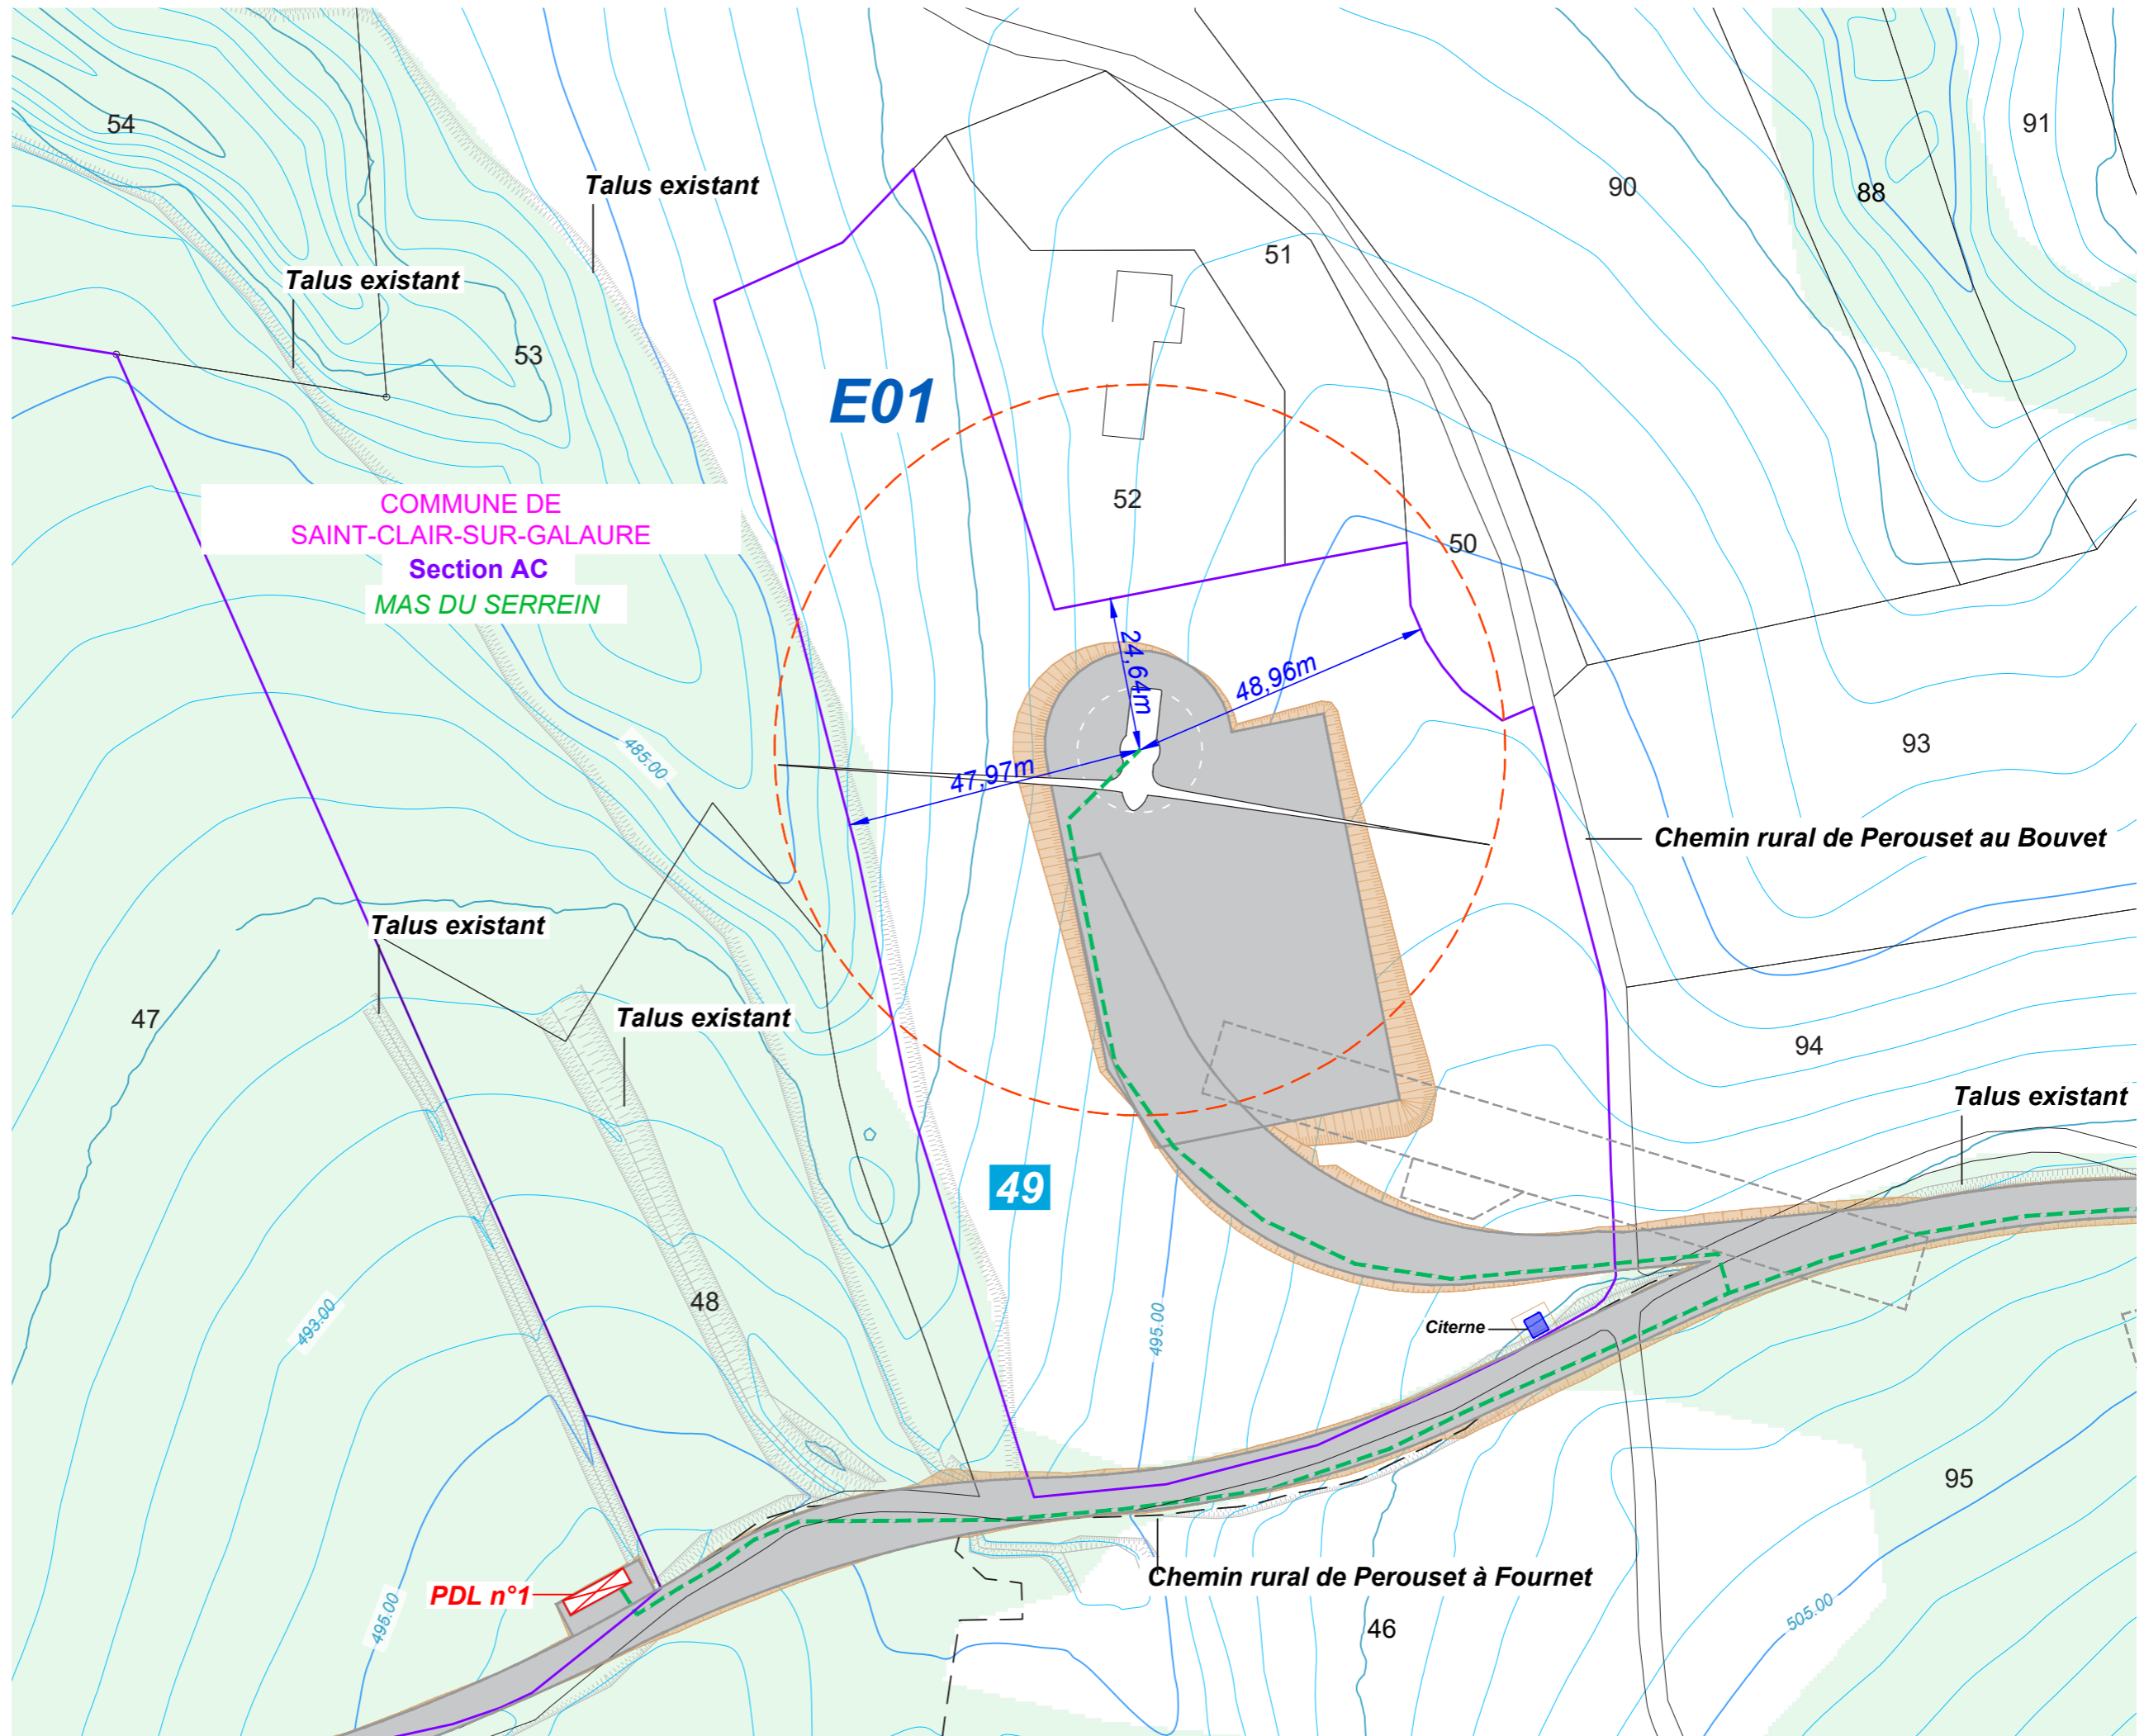 54
Talus existant
90
88
91
51
Talus existant
53
E01
52
50
COMMUNE DE
SAINT-CLAIR-SUR-GALAURE
Section AC
MAS DU SERREIN
24,64m
48,96m
485.00
47,97m
93
Chemin rural de Perouset au Bouvet
Talus existant
47
Talus existant
94
Talus existant
49
48
493.00
495.00
Citerne
95
PDL n°1
Chemin rural de Perouset à Fournet
495.00
46
505.00